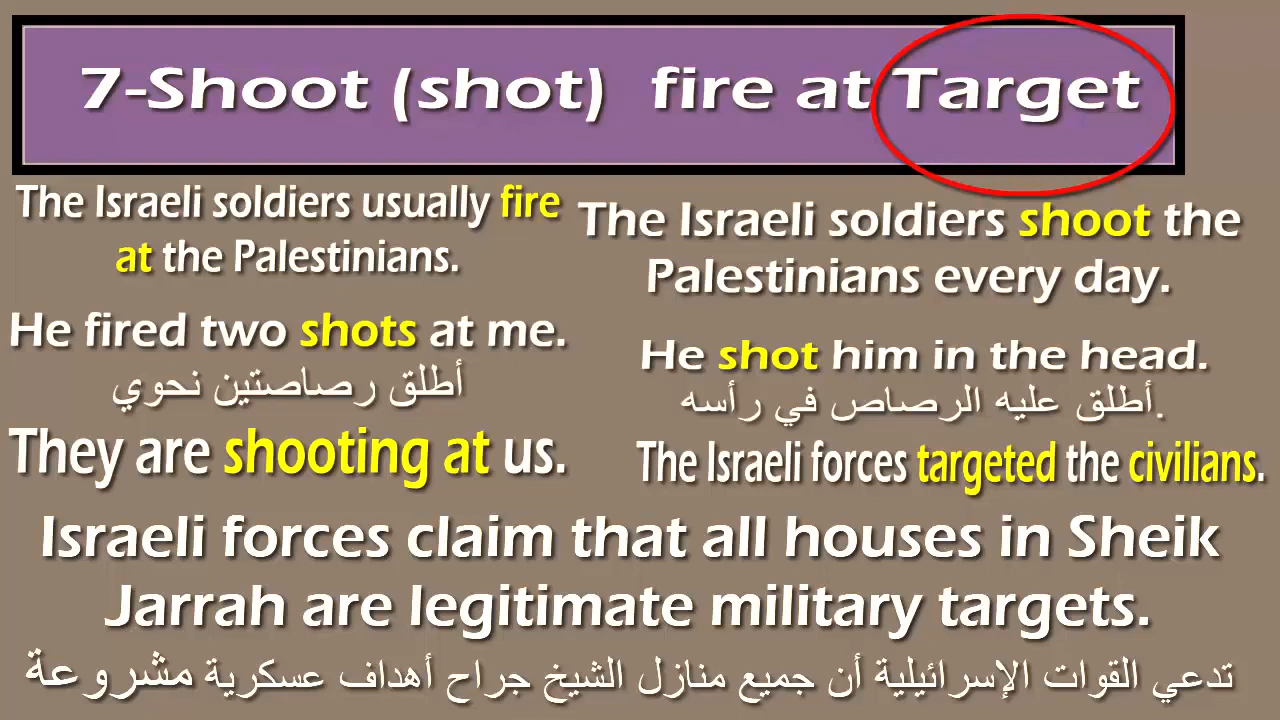 7-Shoot (shot) fire at Target
The Israeli soldiers usually fire
at the Palestinians.
He fired two shots at me.
أطلق رصاصتين نحوي
They are shooting at us.
The Israeli soldiers shoot the
Palestinians every day.
He shot him in the head.
أطلق عليه الرصاص في رأسه.
The Israeli forces targeted the civilians.
Israeli forces claim that all houses in Sheik
Jarrah are legitimate military targets.
تدعي القوات الإسرائيلية أن جميع منازل الشيخ جراح أهداف عسكرية مشروعة